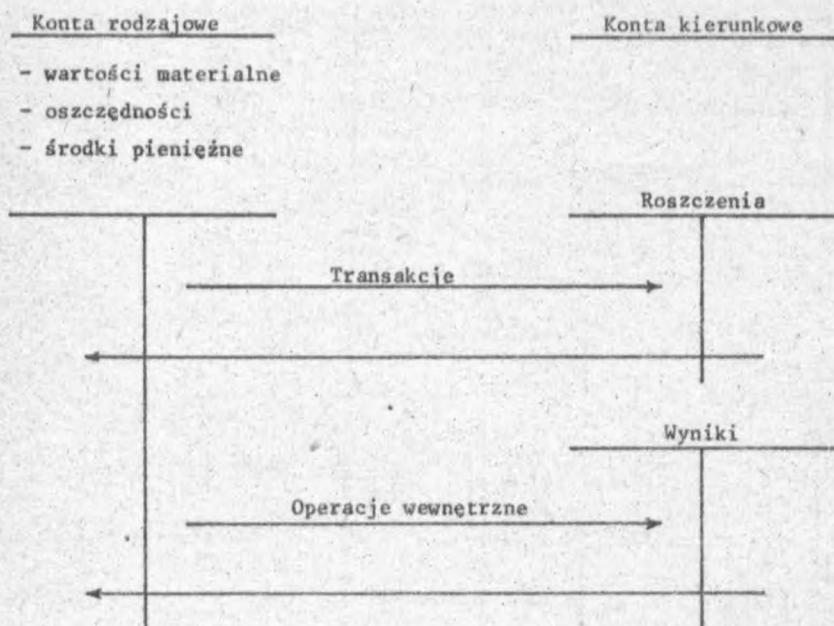 Konta rodzajowe
Konta kierunkowe
- wartości materialne
- oszczędności
- środki pieniężne
Roszczenia
Transakcje
Wyniki
Operacje wewnętrzne